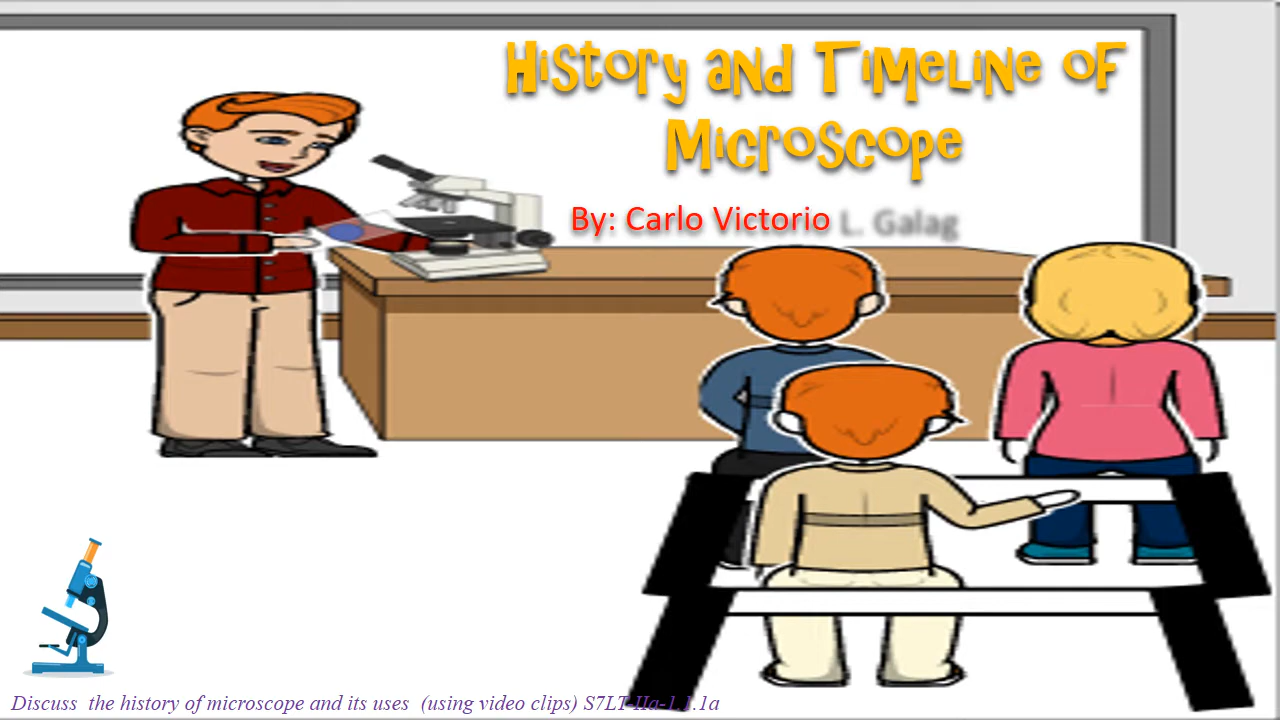 History and Timeline of
Microscope
By: Carlo Victorio L. Galag
Discuss the history of microscope and its uses (using video clips) S7LT-IIa-1.1.1a